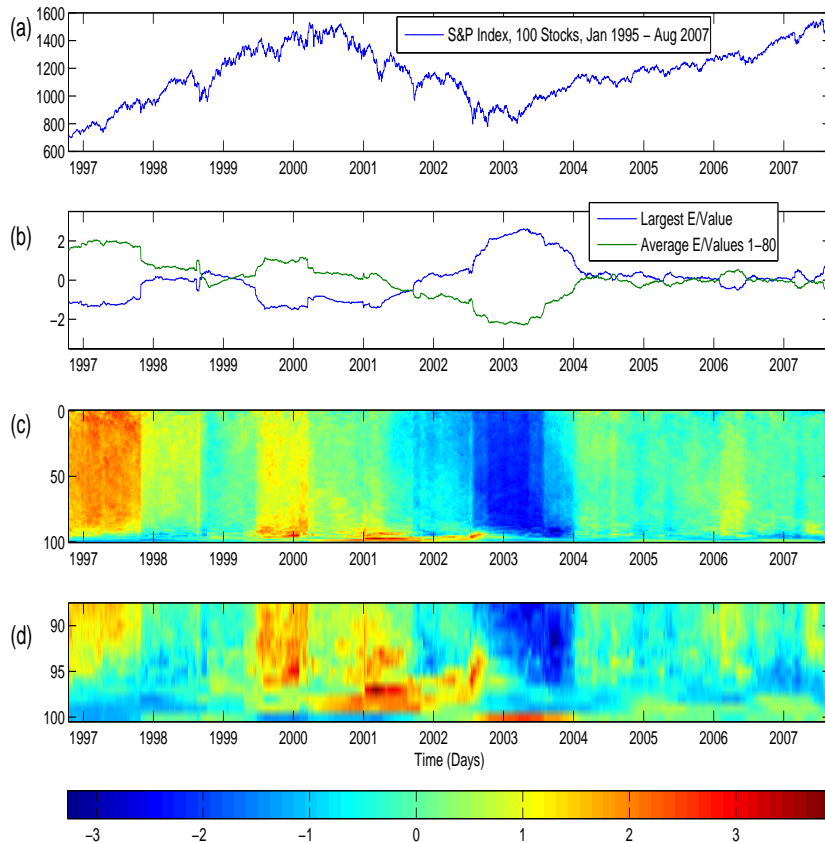 (a)
1600
1400
1200
1000
800
600
S&P Index, 100 Stocks, Jan 1995 – Aug 2007
1997 1998 1999 2000 2001 2002 2003 2004 2005 2006 2007
(b)
2
0
−2
Largest E/Value
Average E/Values 1−80
1997 1998 1999 2000 2001 2002 2003 2004 2005 2006 2007
(c)
0
50
100
1997 1998 1999 2000 2001 2002 2003 2004 2005 2006 2007
(d)
90
95
100
1997 1998 1999 2000 2001 2002 2003 2004 2005 2006 2007
Time (Days)
−3 −2 −1 0 1 2 3